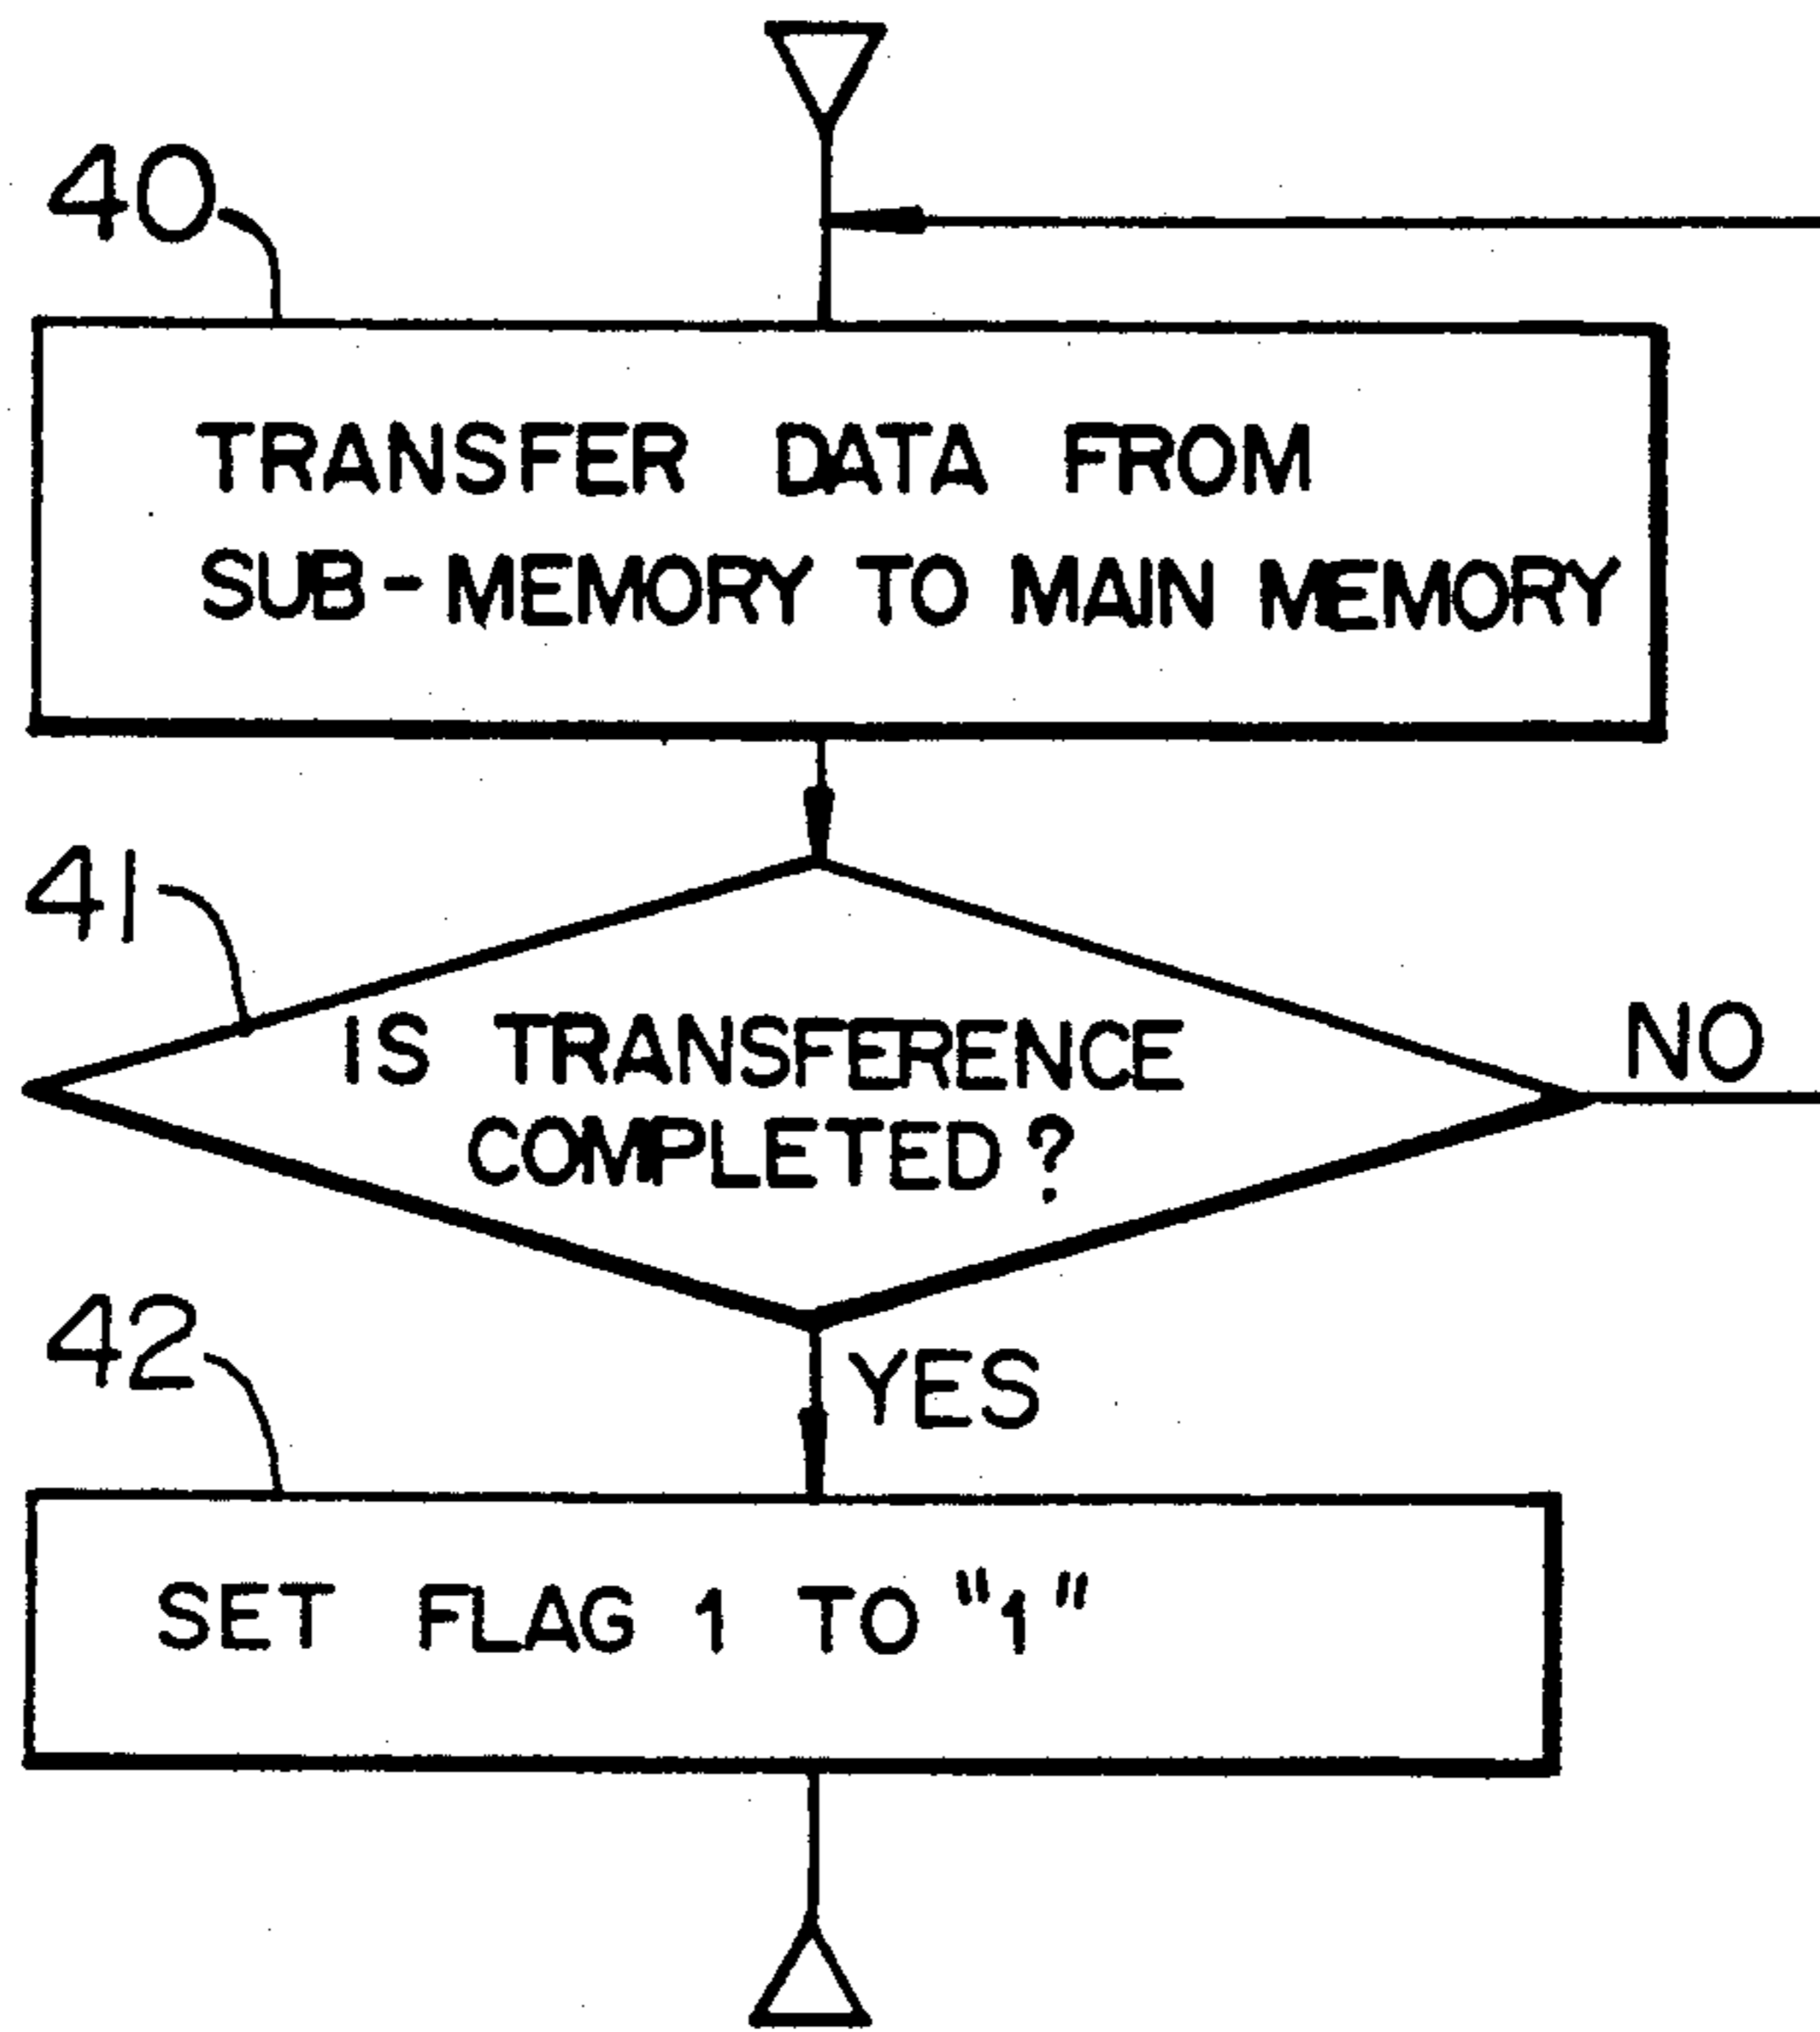 40
TRANSFER DATA FROM
SUB-MEMORY TO MAIN MEMORY
41
IS TRANSFERENCE
COMPLETED?
NO
42
YES
SET FLAG 1 TO "1"